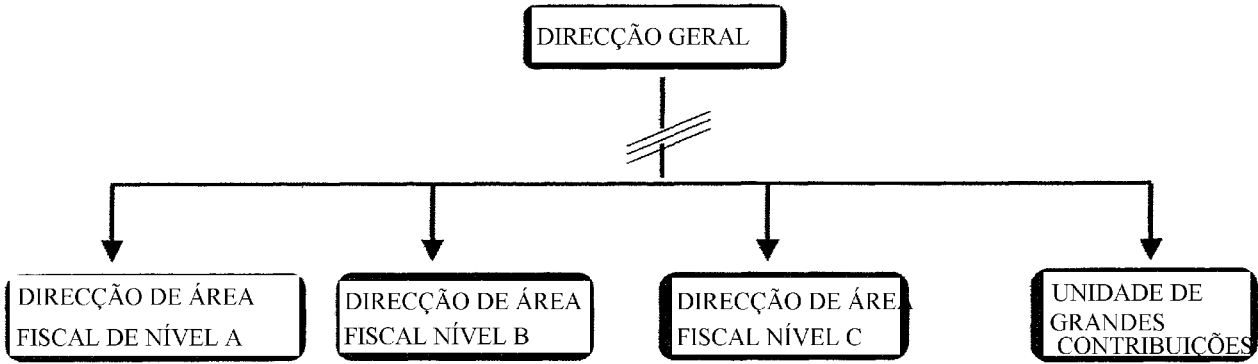 DIRECÇÃO GERAL
DIRECÇÃO DE ÁREA
FISCAL DE NÍVEL A
DIRECÇÃO DE ÁREA
FISCAL NÍVEL B
DIRECÇÃO DE ÁREA
FISCAL NÍVEL C
UNIDADE DE
GRANDES
CONTRIBUIÇÕES